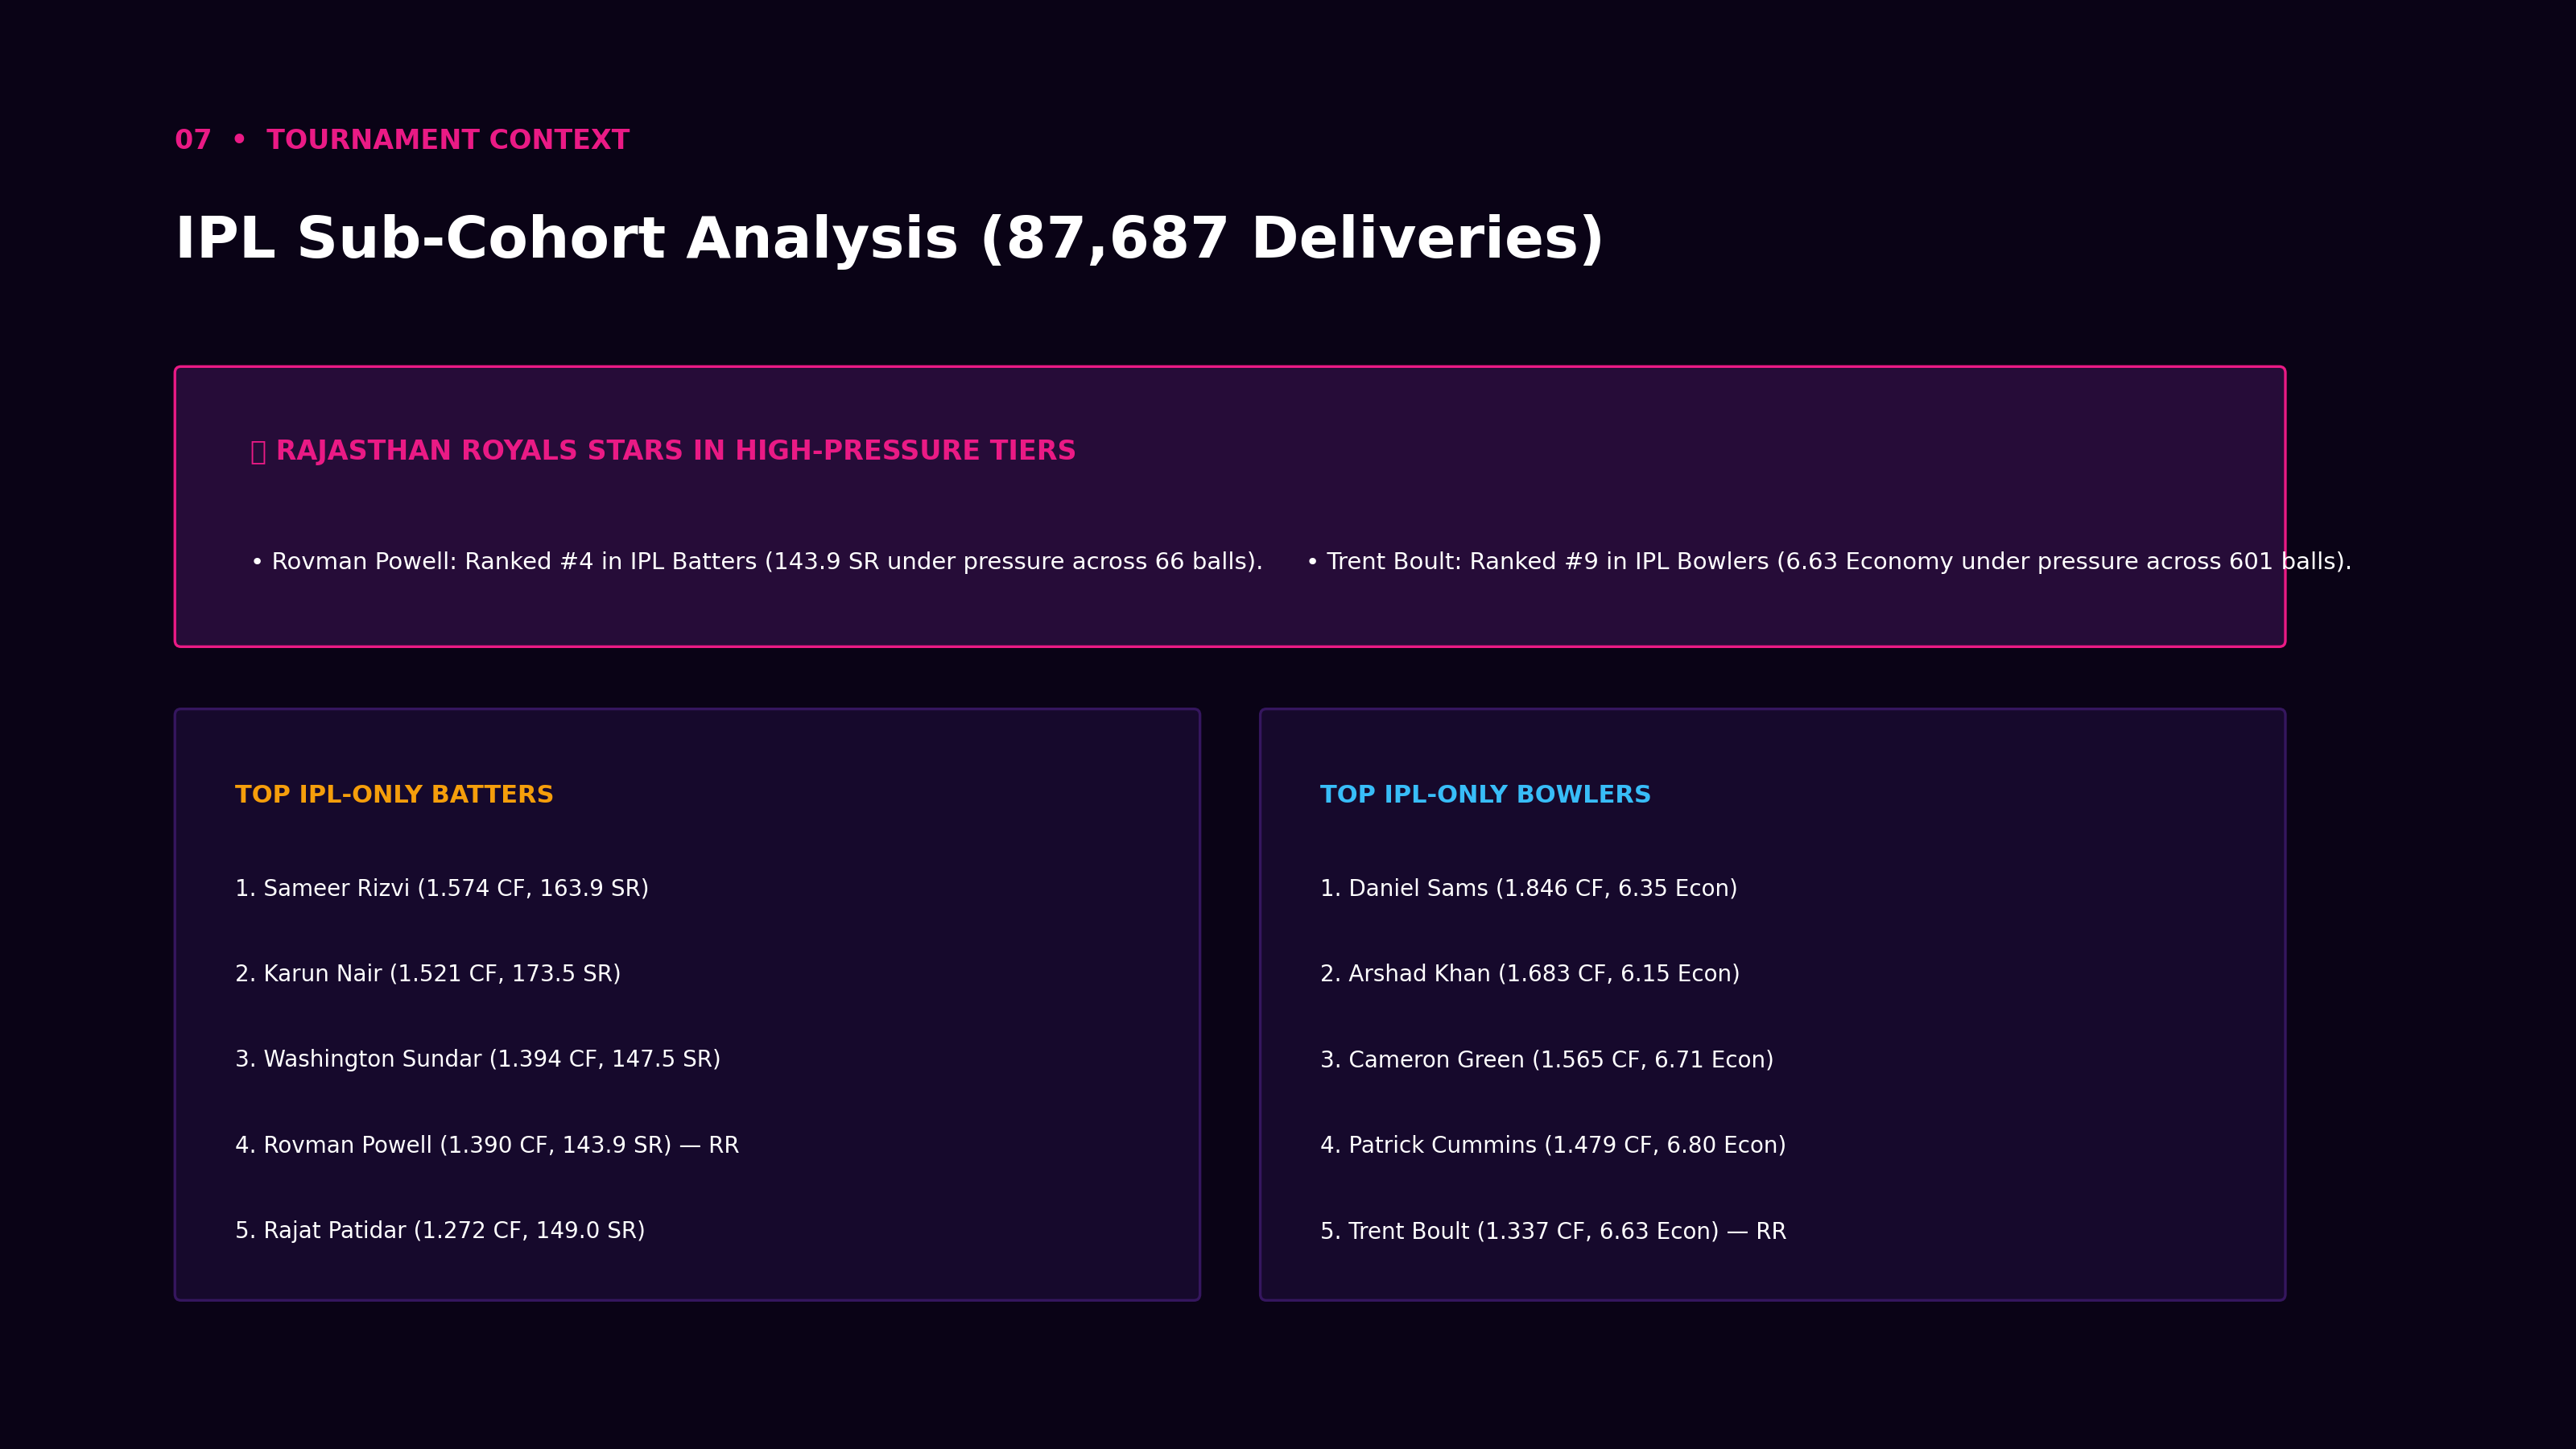 07 • TOURNAMENT CONTEXT
IPL Sub-Cohort Analysis (87,687 Deliveries)
RAJASTHAN ROYALS STARS IN HIGH-PRESSURE TIERS
• Rovman Powell: Ranked #4 in IPL Batters (143.9 SR under pressure across 66 balls). • Trent Boult: Ranked #9 in IPL Bowlers (6.63 Economy under pressure across 601 balls).
TOP IPL-ONLY BATTERS
1. Sameer Rizvi (1.574 CF, 163.9 SR)
2. Karun Nair (1.521 CF, 173.5 SR)
3. Washington Sundar (1.394 CF, 147.5 SR)
4. Rovman Powell (1.390 CF, 143.9 SR) — RR
5. Rajat Patidar (1.272 CF, 149.0 SR)
TOP IPL-ONLY BOWLERS
1. Daniel Sams (1.846 CF, 6.35 Econ)
2. Arshad Khan (1.683 CF, 6.15 Econ)
3. Cameron Green (1.565 CF, 6.71 Econ)
4. Patrick Cummins (1.479 CF, 6.80 Econ)
5. Trent Boult (1.337 CF, 6.63 Econ) — RR